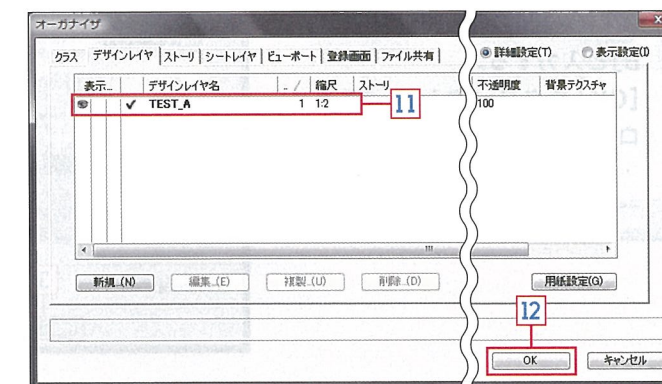 オーガナイザ
クラス デザインレイヤ ストーリ シートレイヤ ビューポート 登録画面 ファイル共有 詳細設定(T) 表示設定(I)
表示... デザインレイヤ名 .. / 縮尺 ストーリ 不透明度 背景テクスチャ
TEST_A 1 1:2 100
11
新規...(N) 編集...(E) 複製...(U) 削除...(D) 用紙設定(G)
12
OK キャンセル